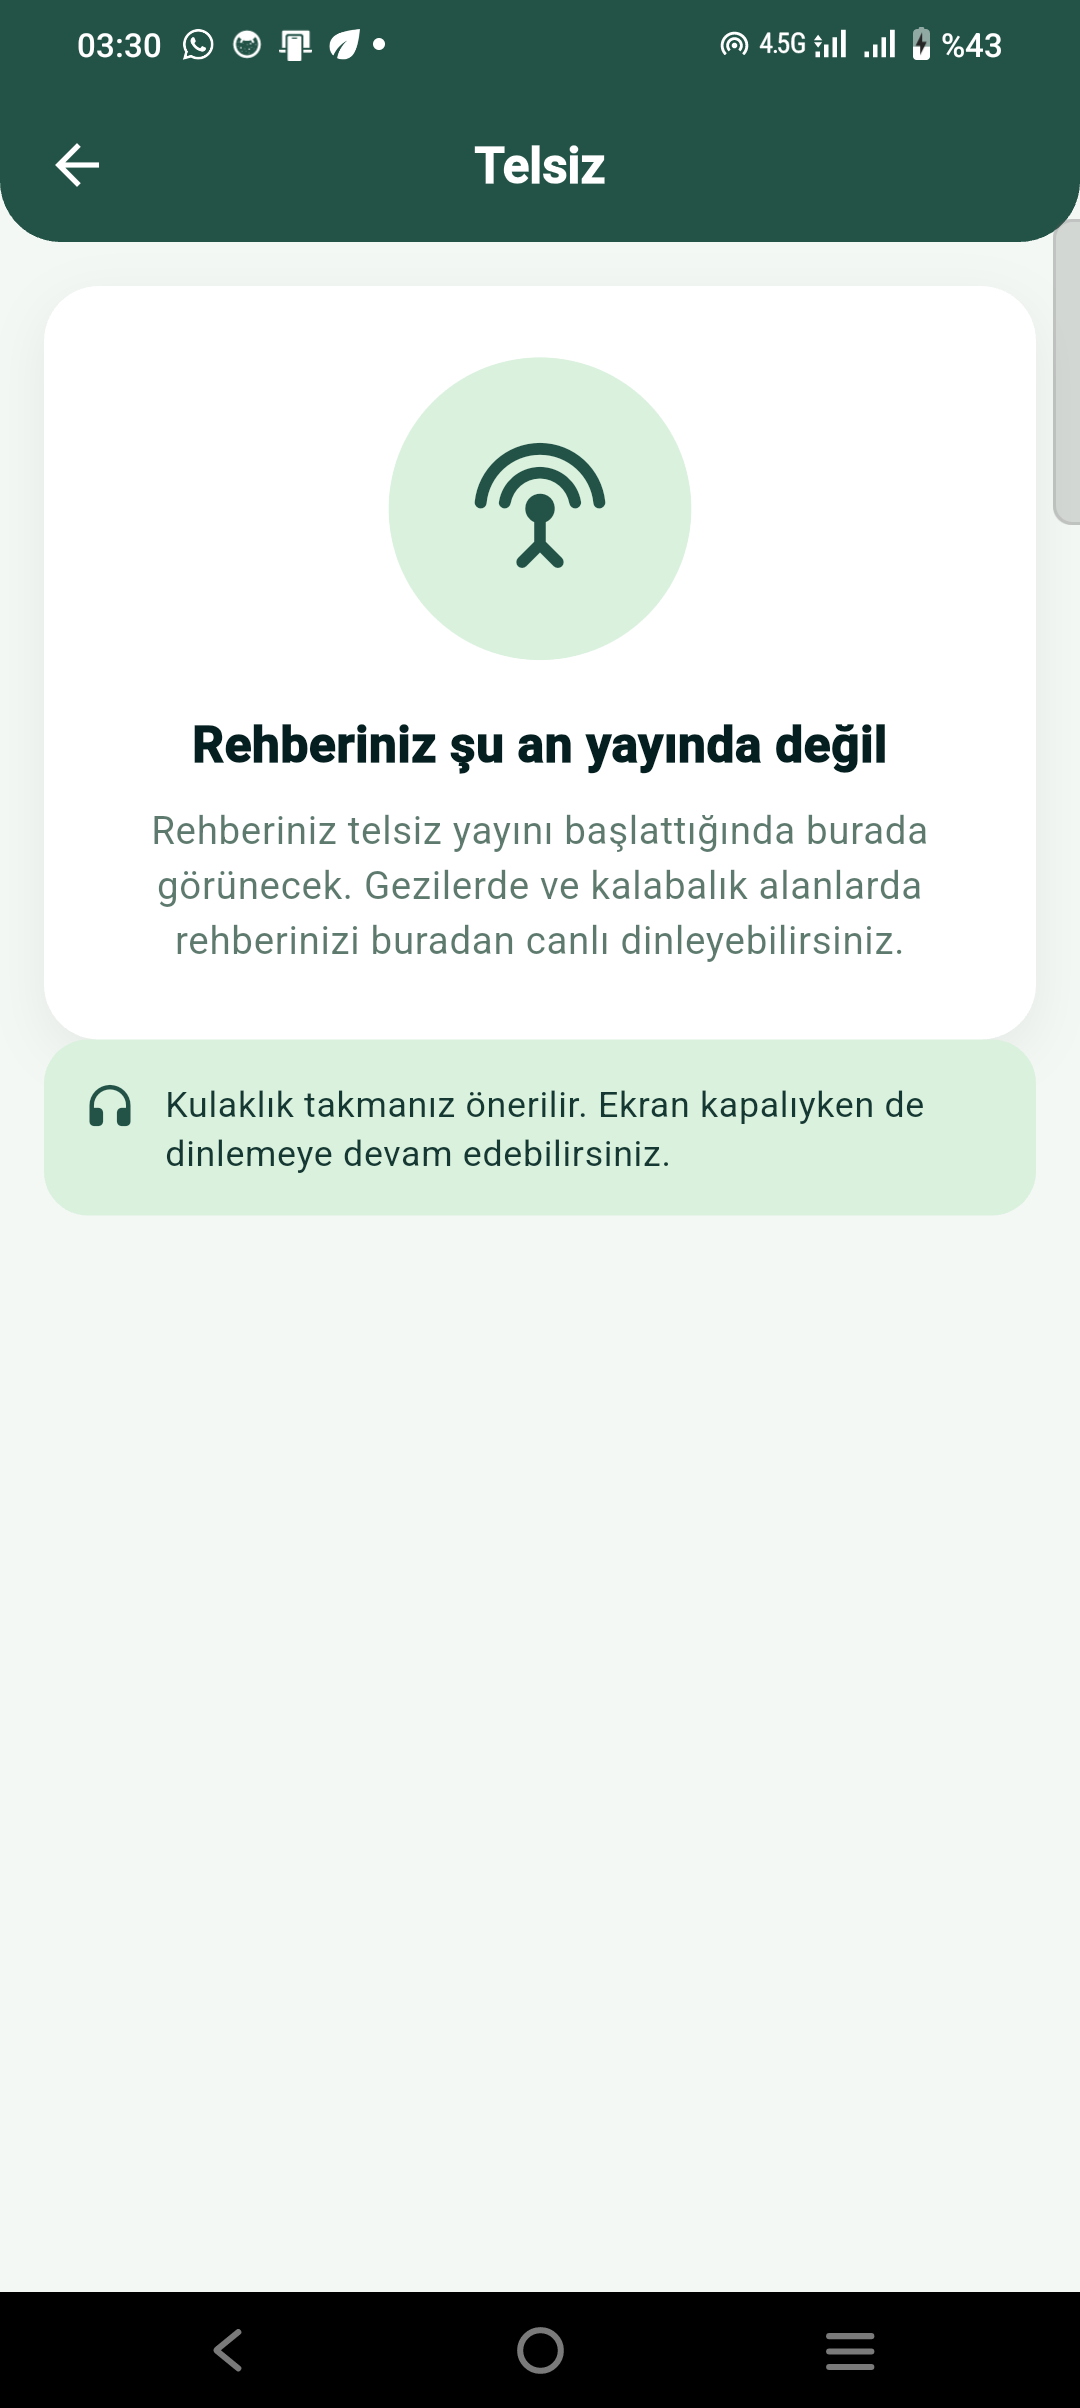 03:30
4.5G
%43
Telsiz
Rehberiniz şu an yayında değil
Rehberiniz telsiz yayını başlattığında burada
görünecek. Gezilerde ve kalabalık alanlarda
rehberinizi buradan canlı dinleyebilirsiniz.
Kulaklık takmanız önerilir. Ekran kapalıyken de
dinlemeye devam edebilirsiniz.